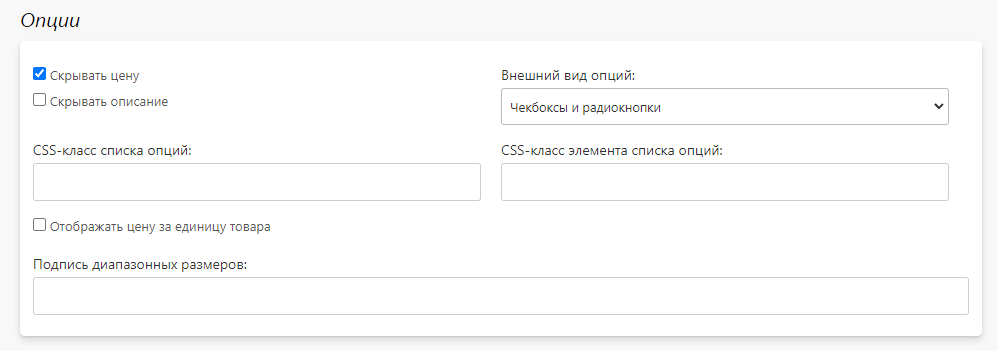 Опции
Скрывать цену
Скрывать описание
Внешний вид опций:
Чекбоксы и радиокнопки
CSS-класс списка опций:
CSS-класс элемента списка опций:
Отображать цену за единицу товара
Подпись диапазонных размеров: